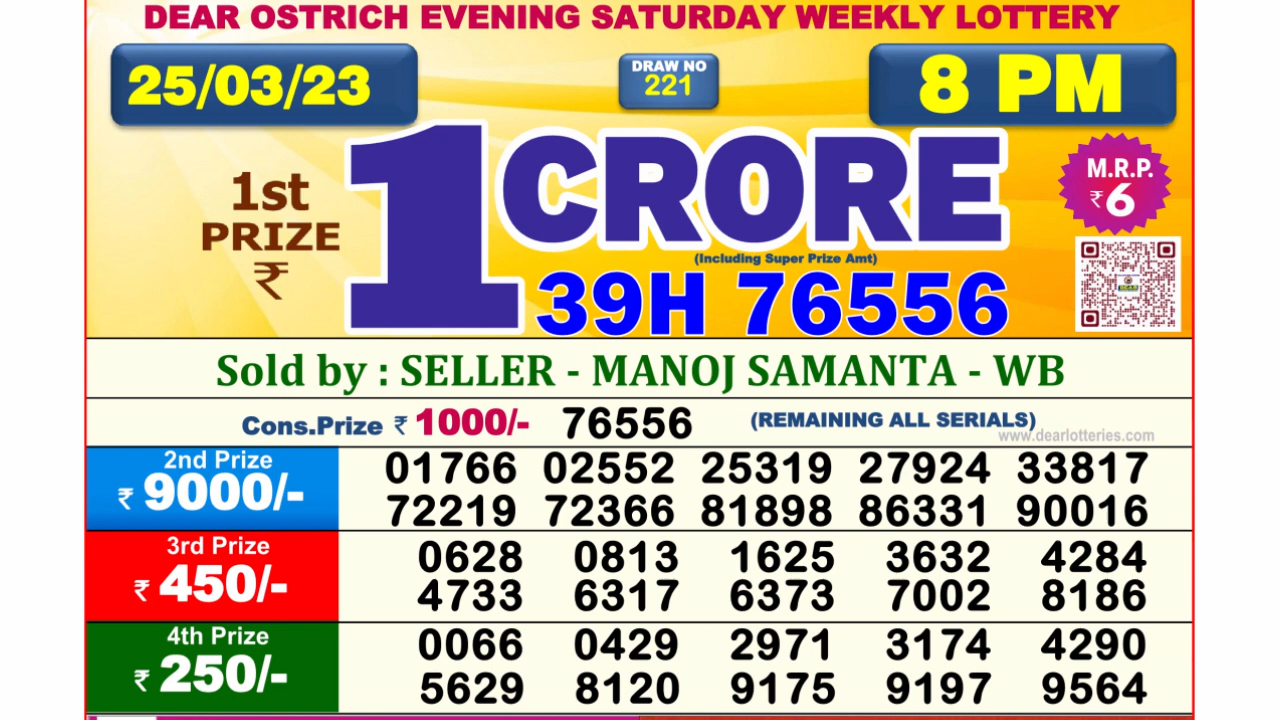 DEAR OSTRICH EVENING SATURDAY WEEKLY LOTTERY
25/03/23
DRAW NO
221
8 PM
1st
PRIZE
₹
1 CRORE
(Including Super Prize Amt)
39H 76556
M.R.P.
₹6
Sold by : SELLER - MANOJ SAMANTA - WB
Cons.Prize ₹ 1000/- 76556 (REMAINING ALL SERIALS)
www.dearlotteries.com
2nd Prize
₹ 9000/-
01766 02552 25319 27924 33817
72219 72366 81898 86331 90016
3rd Prize
₹ 450/-
0628 0813 1625 3632 4284
4733 6317 6373 7002 8186
4th Prize
₹ 250/-
0066 0429 2971 3174 4290
5629 8120 9175 9197 9564